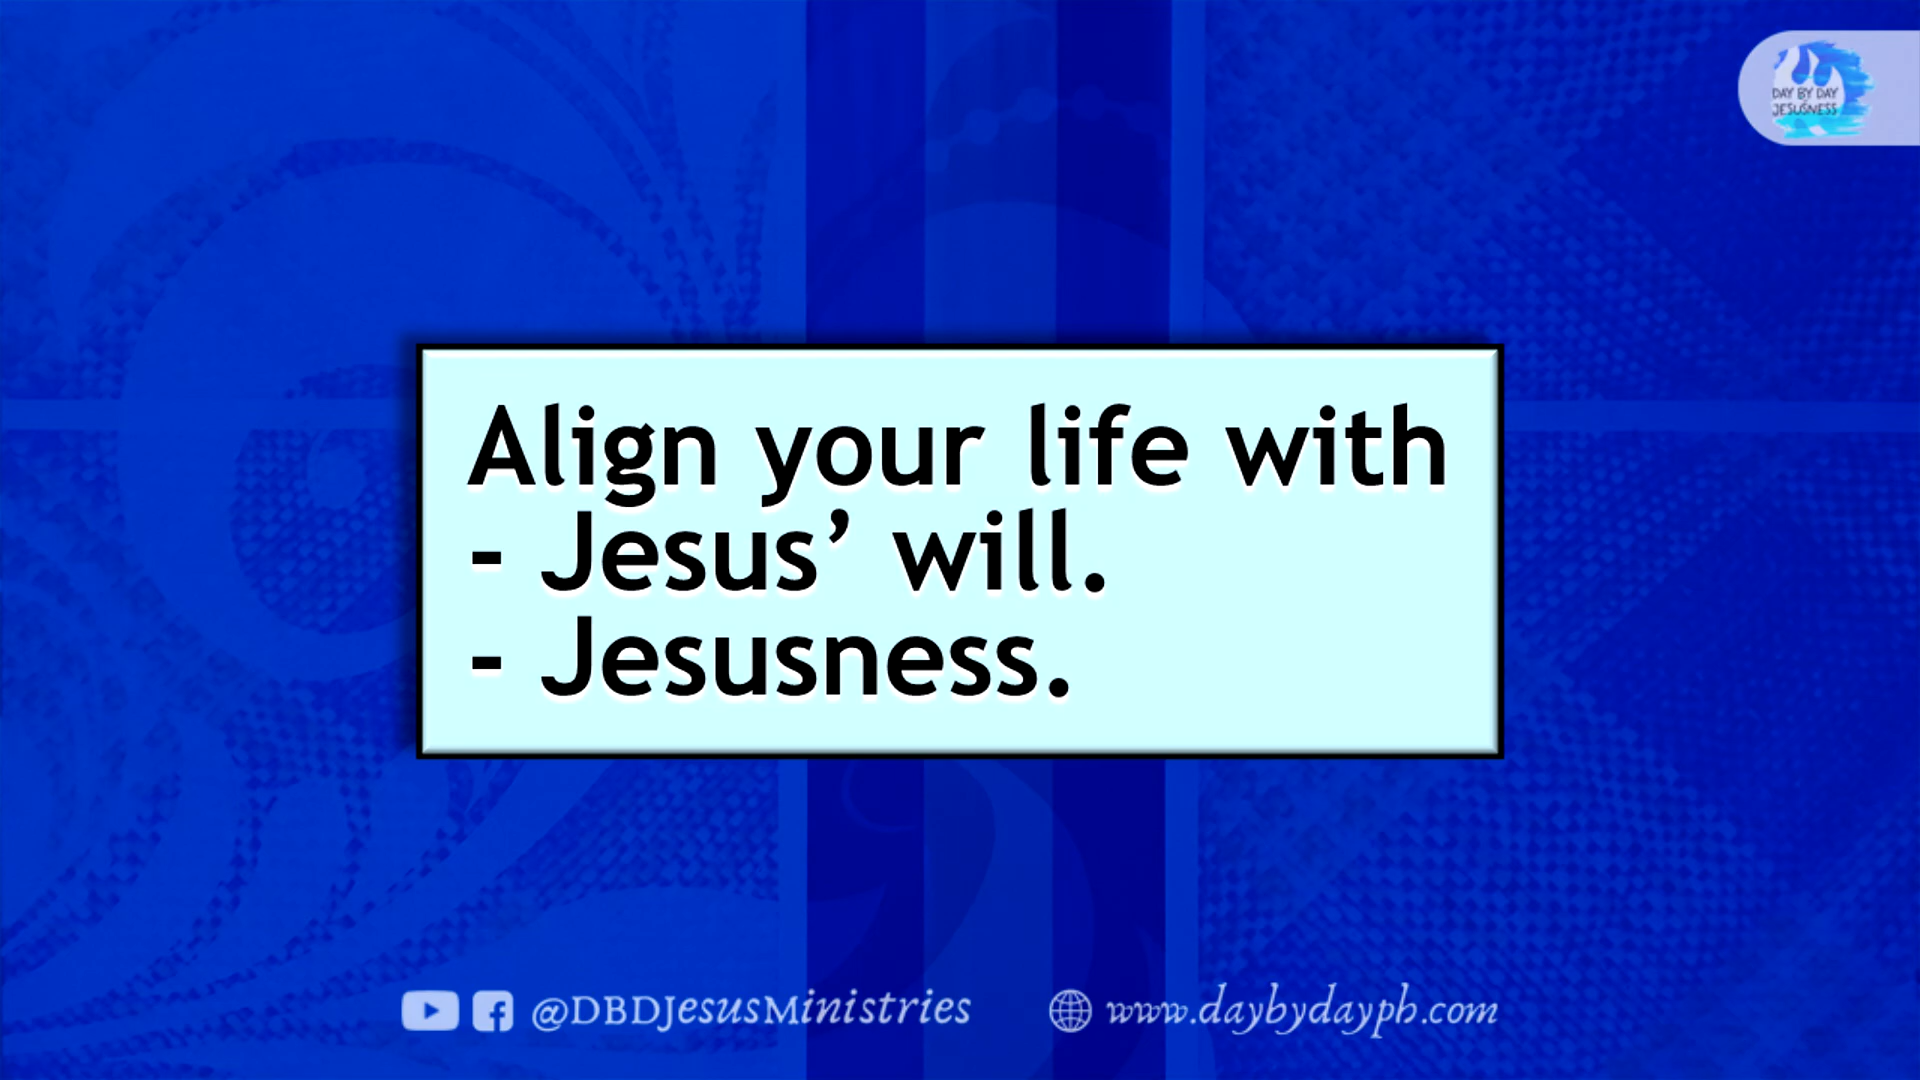 DAY BY DAY
JESUSNESS
Align your life with
- Jesus’ will.
- Jesusness.
@DBDJesusMinistries
www.daybydayph.com